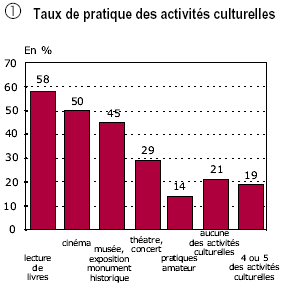 ① Taux de pratique des activités culturelles
En %
70
60
50
40
30
20
10
0
58
50
45
29
14
21
19
lecture
de
livres
cinéma
musée,
exposition
monument
historique
théatre,
concert
pratiques
amateur
aucune
des activités
culturelles
4 ou 5
des activités
culturelles